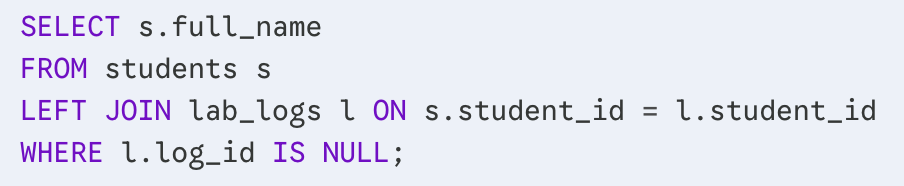 SELECT s.full_name
FROM students s
LEFT JOIN lab_logs l ON s.student_id = l.student_id
WHERE l.log_id IS NULL;